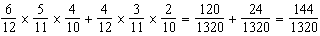 6/12 × 5/11 × 4/10 + 4/12 × 3/11 × 2/10 = 120/1320 + 24/1320 = 144/1320